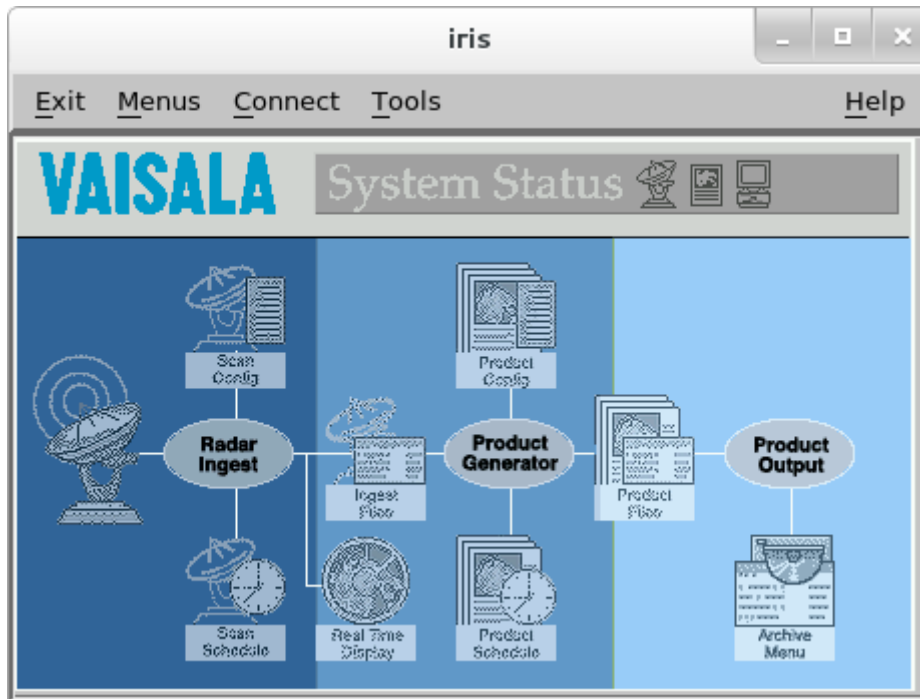 iris
Exit Menus Connect Tools Help
VAISALA System Status
Scan
Config
Product
Config
Radar
Ingest
Product
Generator
Product
Output
Ingest
Files
Product
Files
Scan
Schedule
Real Time
Display
Product
Schedule
Archive
Menu